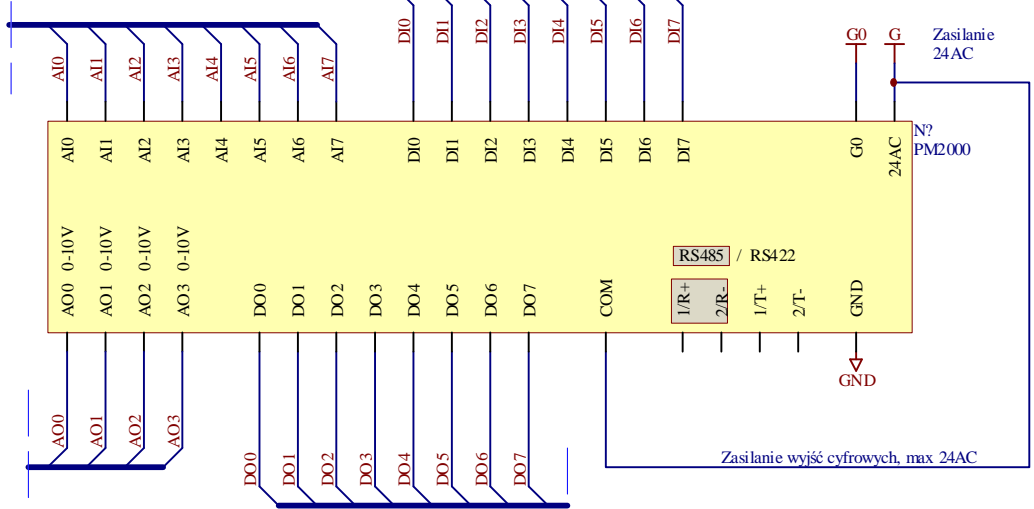 DI0 DI1 DI2 DI3 DI4 DI5 DI6 DI7
G0 G Zasilanie
24AC
AI0 AI1 AI2 AI3 AI4 AI5 AI6 AI7
N?
PM2000
AI0 AI1 AI2 AI3 AI4 AI5 AI6 AI7 DI0 DI1 DI2 DI3 DI4 DI5 DI6 DI7 G0 24AC
RS485 / RS422
AO0 0-10V AO1 0-10V AO2 0-10V AO3 0-10V DO0 DO1 DO2 DO3 DO4 DO5 DO6 DO7 COM 1/R+ 2/R- 1/T+ 2/T- GND
GND
AO0 AO1 AO2 AO3
DO0 DO1 DO2 DO3 DO4 DO5 DO6 DO7
Zasilanie wyjść cyfrowych, max 24AC